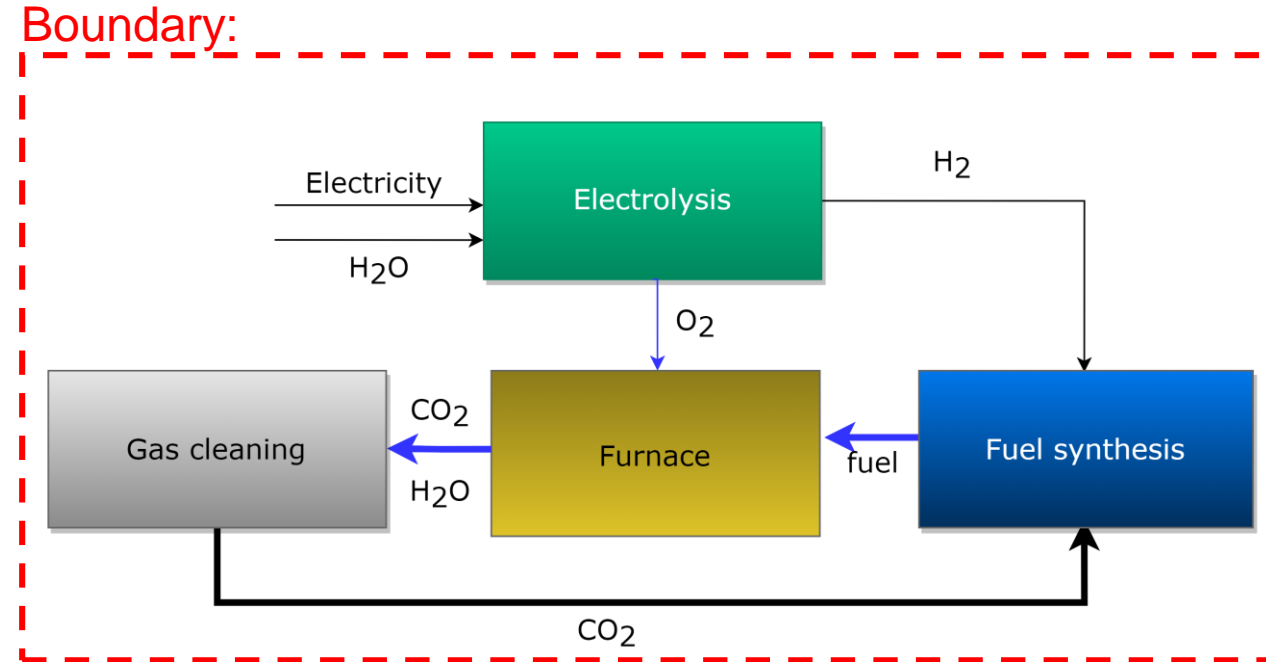 Boundary:
Electricity
H2O
Electrolysis
H2
O2
Gas cleaning
CO2
H2O
Furnace
fuel
Fuel synthesis
CO2